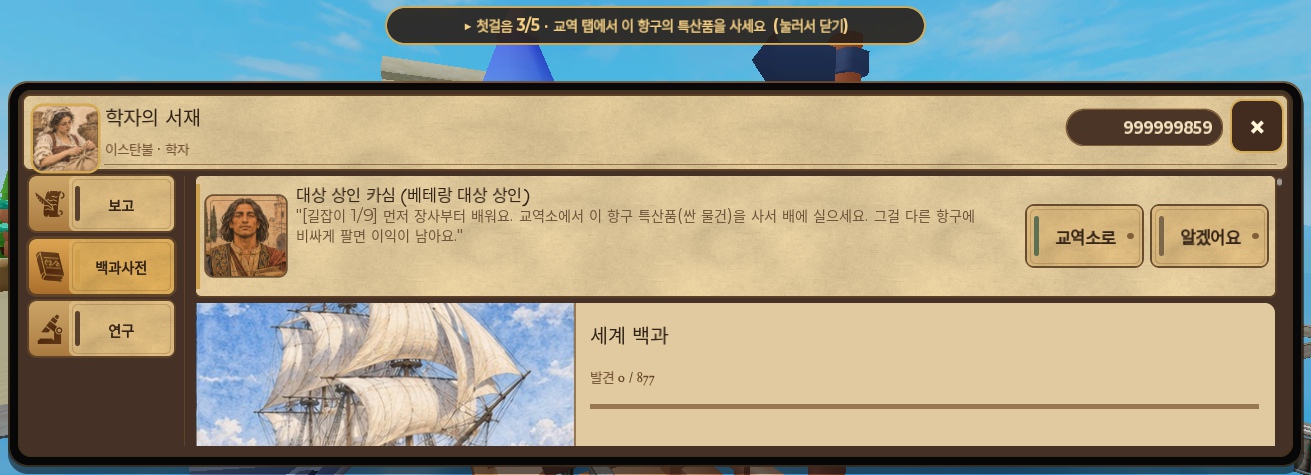 ▸ 첫걸음 3/5 · 교역 탭에서 이 항구의 특산품을 사세요 (눌러서 닫기)
학자의 서재
이스탄불 · 학자
999999859
×
보고
백과사전
연구
대상 상인 카심 (베테랑 대상 상인)
"[길잡이 1/9] 먼저 장사부터 배워요. 교역소에서 이 항구 특산품(싼 물건)을 사서 배에 실으세요. 그걸 다른 항구에
비싸게 팔면 이익이 남아요."
교역소로
알겠어요
세계 백과
발견 0 / 877